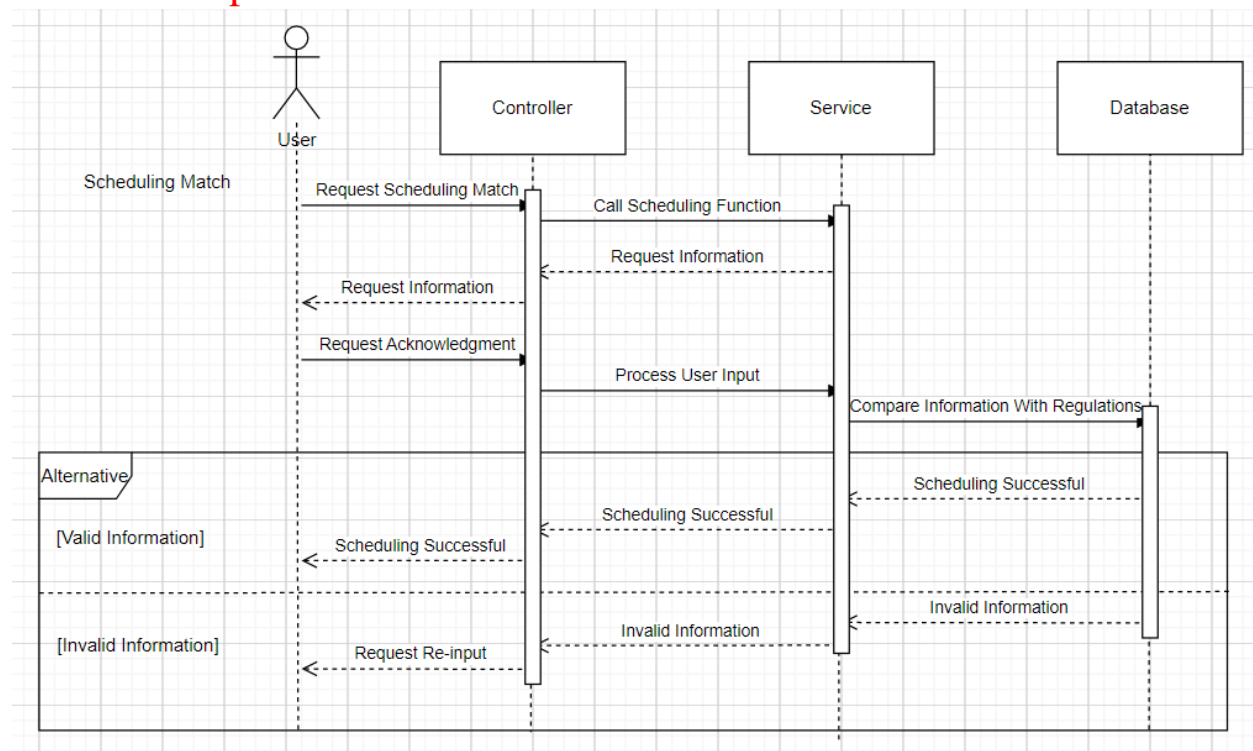 User
Controller
Service
Database
Scheduling Match
Request Scheduling Match
Call Scheduling Function
Request Information
Request Information
Request Acknowledgment
Process User Input
Compare Information With Regulations
Alternative
Scheduling Successful
Scheduling Successful
[Valid Information]
Scheduling Successful
Invalid Information
Invalid Information
[Invalid Information]
Request Re-input